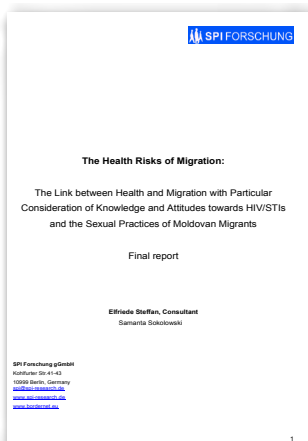 SPI FORSCHUNG
The Health Risks of Migration:
The Link between Health and Migration with Particular
Consideration of Knowledge and Attitudes towards HIV/STIs
and the Sexual Practices of Moldovan Migrants
Final report
Elfriede Steffan, Consultant
Samanta Sokolowski
SPI Forschung gGmbH
Kohlfurter Str.41-43
10999 Berlin, Germany
spi@spi-research.de
www.spi-research.de
www.bordernet.eu
1